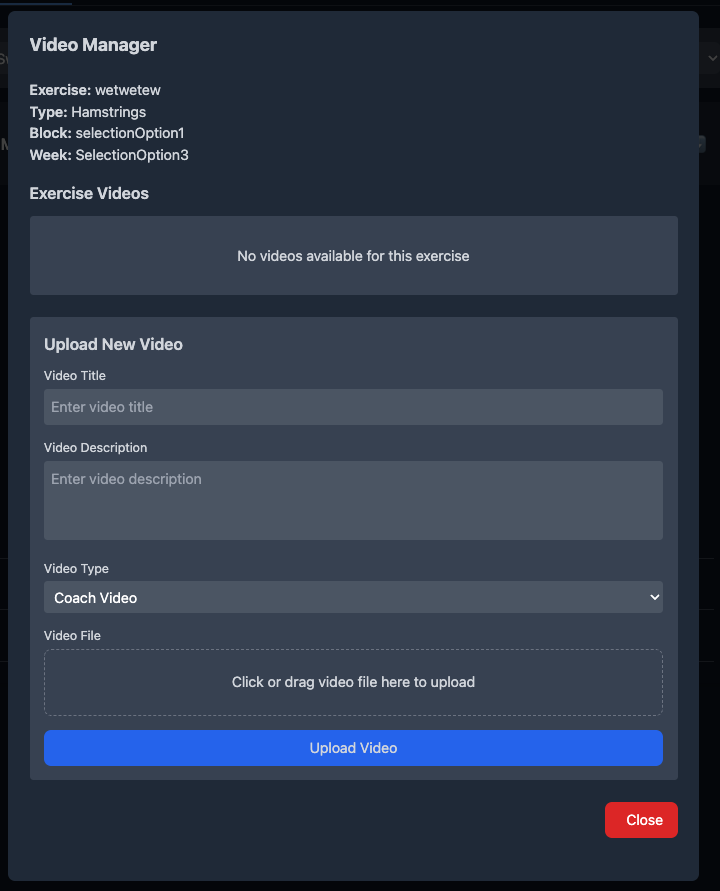 Video Manager
Exercise: wetwetew
Type: Hamstrings
Block: selectionOption1
Week: SelectionOption3
Exercise Videos
No videos available for this exercise
Upload New Video
Video Title
Enter video title
Video Description
Enter video description
Video Type
Coach Video
Video File
Click or drag video file here to upload
Upload Video
Close